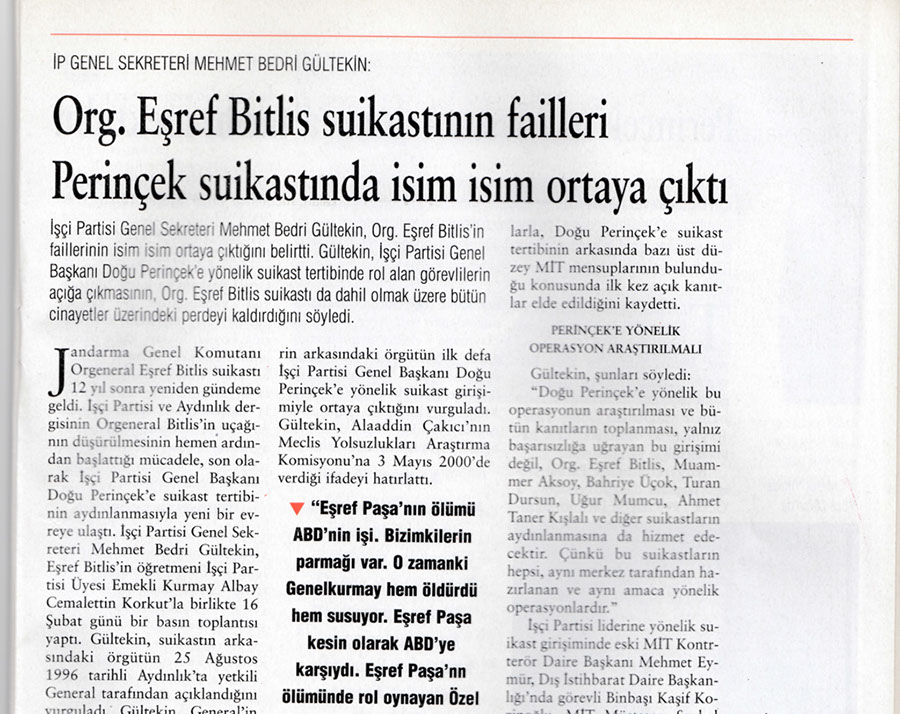 İP GENEL SEKRETERİ MEHMET BEDRİ GÜLTEKİN:
Org. Eşref Bitlis suikastının failleri
Perinçek suikastında isim isim ortaya çıktı
İşçi Partisi Genel Sekreteri Mehmet Bedri Gültekin, Org. Eşref Bitlis'in
faillerinin isim isim ortaya çıktığını belirtti. Gültekin, İşçi Partisi Genel
Başkanı Doğu Perinçek'e yönelik suikast tertibinde rol alan görevlilerin
açığa çıkmasının, Org. Eşref Bitlis suikastı da dahil olmak üzere bütün
cinayetler üzerindeki perdeyi kaldırdığını söyledi.
Jandarma Genel Komutanı
Orgeneral Eşref Bitlis suikastı
12 yıl sonra yeniden gündeme
geldi. İşçi Partisi ve Aydınlık der-
gisinin Orgeneral Bitlis'in uçağı-
nın düşürülmesinin hemen ardın-
dan başlattığı mücadele, son ola-
rak İşçi Partisi Genel Başkanı
Doğu Perinçek'e suikast tertibi-
nin aydınlanmasıyla yeni bir ev-
reye ulaştı. İşçi Partisi Genel Sek-
reteri Mehmet Bedri Gültekin,
Eşref Bitlis'in öğretmeni İşçi Par-
tisi Üyesi Emekli Kurmay Albay
Cemalettin Korkut'la birlikte 16
Şubat günü bir basın toplantısı
yaptı. Gültekin, suikastın arka-
sındaki örgütün 25 Ağustos
1996 tarihli Aydınlık'ta yetkili
General tarafından açıklandığını
vurguladı. Gültekin, General'in
rin arkasındaki örgütün ilk defa
İşçi Partisi Genel Başkanı Doğu
Perinçek'e yönelik suikast girişi-
miyle ortaya çıktığını vurguladı.
Gültekin, Alaaddin Çakıcı'nın
Meclis Yolsuzlukları Araştırma
Komisyonu'na 3 Mayıs 2000'de
verdiği ifadeyi hatırlattı.
▼ "Eşref Paşa'nın ölümü
ABD'nin işi. Bizimkilerin
parmağı var. O zamanki
Genelkurmay hem öldürdü
hem susuyor. Eşref Paşa
kesin olarak ABD'ye
karşıydı. Eşref Paşa'nn
ölümünde rol oynayan Özel
larla, Doğu Perinçek'e suikast
tertibinin arkasında bazı üst dü-
zey MİT mensuplarının bulundu-
ğu konusunda ilk kez açık kanıt-
lar elde edildiğini kaydetti.
PERİNÇEK'E YÖNELİK
OPERASYON ARAŞTIRILMALI
Gültekin, şunları söyledi:
"Doğu Perinçek'e yönelik bu
operasyonun araştırılması ve bü-
tün kanıtların toplanması, yalnız
başarısızlığa uğrayan bu girişimi
değil, Org. Eşref Bitlis, Muam-
mer Aksoy, Bahriye Üçok, Turan
Dursun, Uğur Mumcu, Ahmet
Taner Kışlalı ve diğer suikastların
aydınlanmasına da hizmet ede-
cektir. Çünkü bu suikastların
hepsi, aynı merkez tarafından ha-
zırlanan ve aynı amaca yönelik
operasyonlardır."
İşçi Partisi liderine yönelik su-
ikast girişiminde eski MİT Kontr-
terör Daire Başkanı Mehmet Ey-
mür, Dış İstihbarat Daire Başkan-
lığı'nda görevli Binbaşı Kaşif Ko-